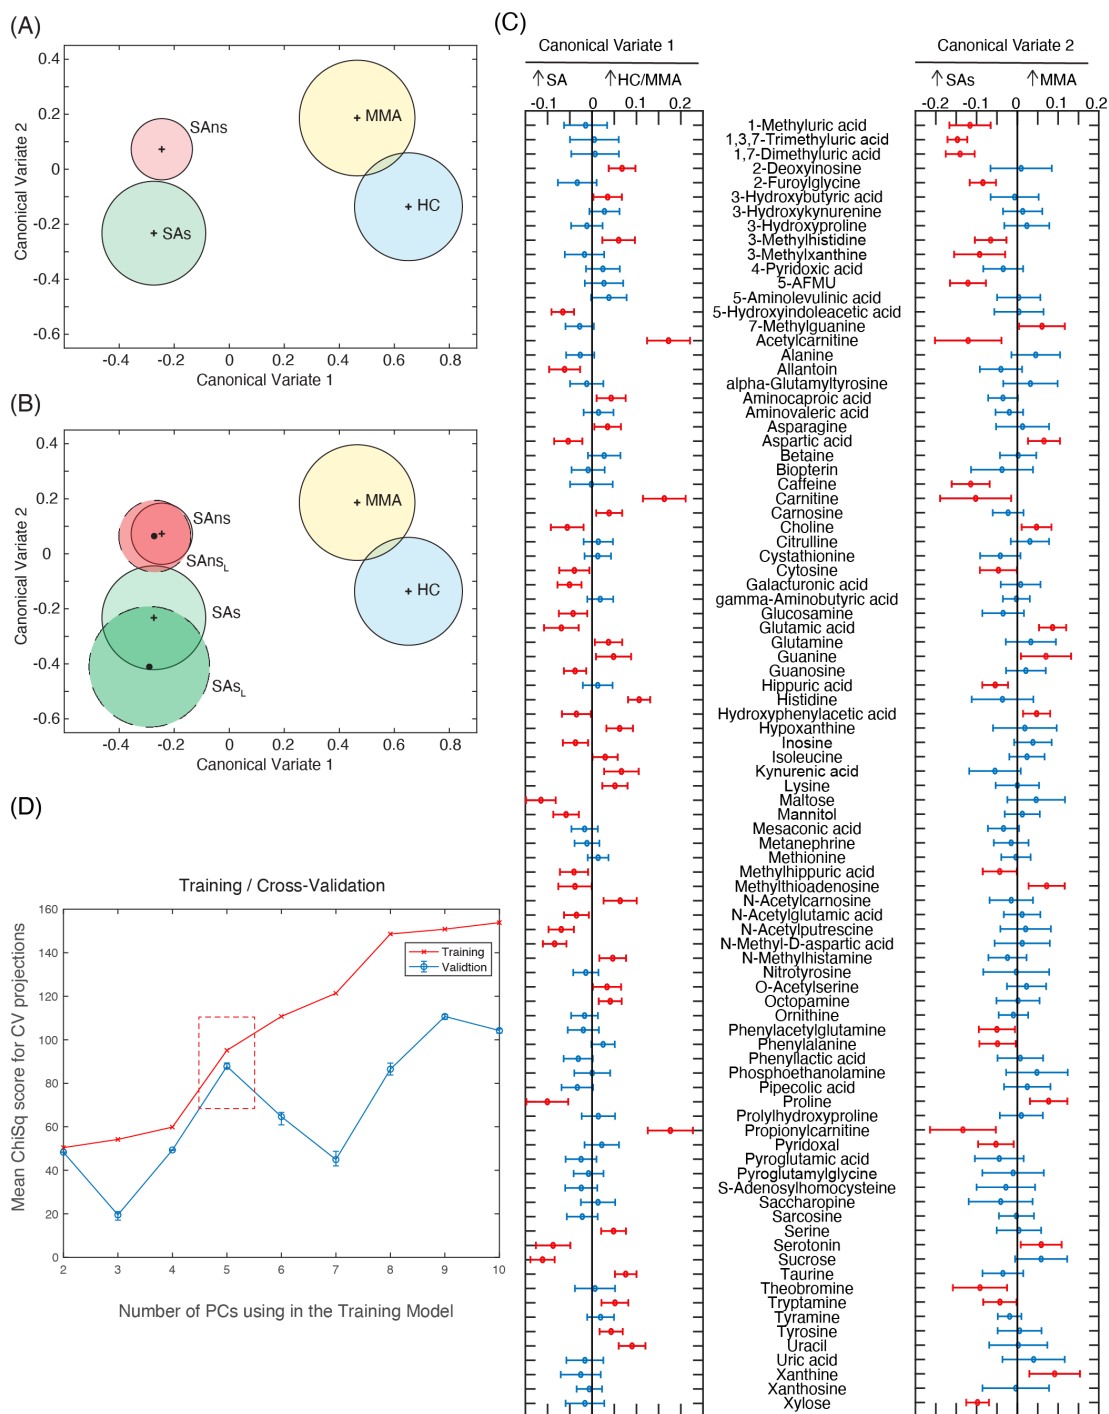 (A)
0.4
0.2
0
-0.2
-0.4
-0.6
Canonical Variate 2
SAns
SAs
MMA
HC
-0.4
-0.2
0
0.2
0.4
0.6
0.8
Canonical Variate 1
(B)
0.4
0.2
0
-0.2
-0.4
-0.6
Canonical Variate 2
SAns
SAnsL
SAs
SAsL
MMA
HC
-0.4
-0.2
0
0.2
0.4
0.6
0.8
Canonical Variate 1
(D)
Training / Cross-Validation
160
140
120
100
80
60
40
20
0
Mean ChiSq score for CV projections
Training
Validtion
2
3
4
5
6
7
8
9
10
Number of PCs using in the Training Model
(C)
Canonical Variate 1
Canonical Variate 2
↑SA
↑HC/MMA
↑SAs
↑MMA
-0.1 0 0.1 0.2
-0.2 -0.1 0 0.1 0.2
1-Methyluric acid
1,3,7-Trimethyluric acid
1,7-Dimethyluric acid
2-Deoxyinosine
2-Furoylglycine
3-Hydroxybutyric acid
3-Hydroxykynurenine
3-Hydroxyproline
3-Methylhistidine
3-Methylxanthine
4-Pyridoxic acid
5-AFMU
5-Aminolevulinic acid
5-Hydroxyindoleacetic acid
7-Methylguanine
Acetylcarnitine
Alanine
Allantoin
alpha-Glutamyltyrosine
Aminocaproic acid
Aminovaleric acid
Asparagine
Aspartic acid
Betaine
Biopterin
Caffeine
Carnitine
Carnosine
Choline
Citrulline
Cystathionine
Cytosine
Galacturonic acid
gamma-Aminobutyric acid
Glucosamine
Glutamic acid
Glutamine
Guanine
Guanosine
Hippuric acid
Histidine
Hydroxyphenylacetic acid
Hypoxanthine
Inosine
Isoleucine
Kynurenic acid
Lysine
Maltose
Mannitol
Mesaconic acid
Metanephrine
Methionine
Methylhippuric acid
Methylthioadenosine
N-Acetylcarnosine
N-Acetylglutamic acid
N-Acetylputrescine
N-Methyl-D-aspartic acid
N-Methylhistamine
Nitrotyrosine
O-Acetylserine
Octopamine
Ornithine
Phenylacetylglutamine
Phenylalanine
Phenyllactic acid
Phosphoethanolamine
Pipecolic acid
Proline
Prolylhydroxyproline
Propionylcarnitine
Pyridoxal
Pyroglutamic acid
Pyroglutamylglycine
S-Adenosylhomocysteine
Saccharopine
Sarcosine
Serine
Serotonin
Sucrose
Taurine
Theobromine
Tryptamine
Tyramine
Tyrosine
Uracil
Uric acid
Xanthine
Xanthosine
Xylose